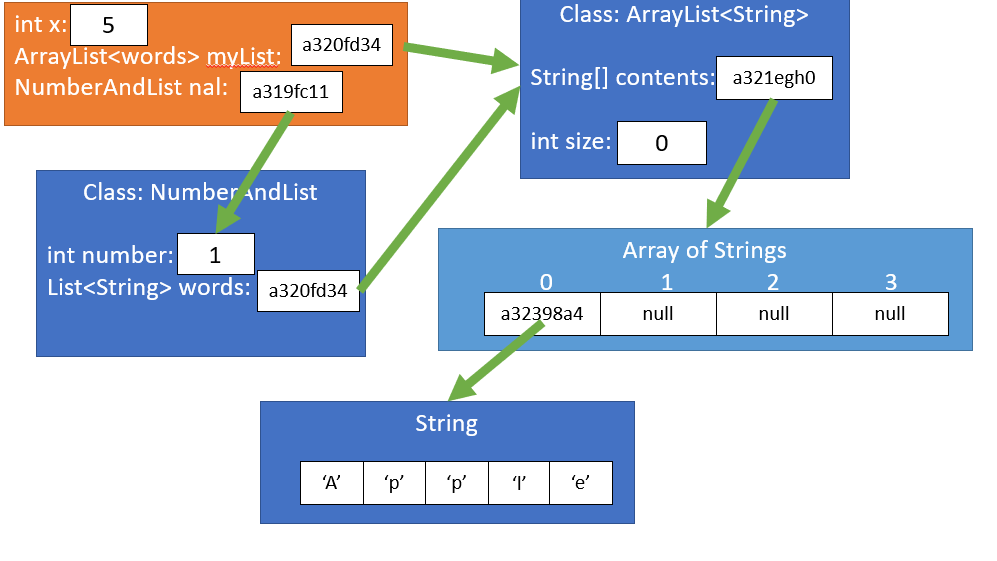 int x: 5
ArrayList<words> myList: a320fd34
NumberAndList nal: a319fc11
Class: ArrayList<String>
String[] contents: a321egh0
int size: 0
Class: NumberAndList
int number: 1
List<String> words: a320fd34
Array of Strings
0 1 2 3
a32398a4 null null null
String
‘A’ ‘p’ ‘p’ ‘l’ ‘e’